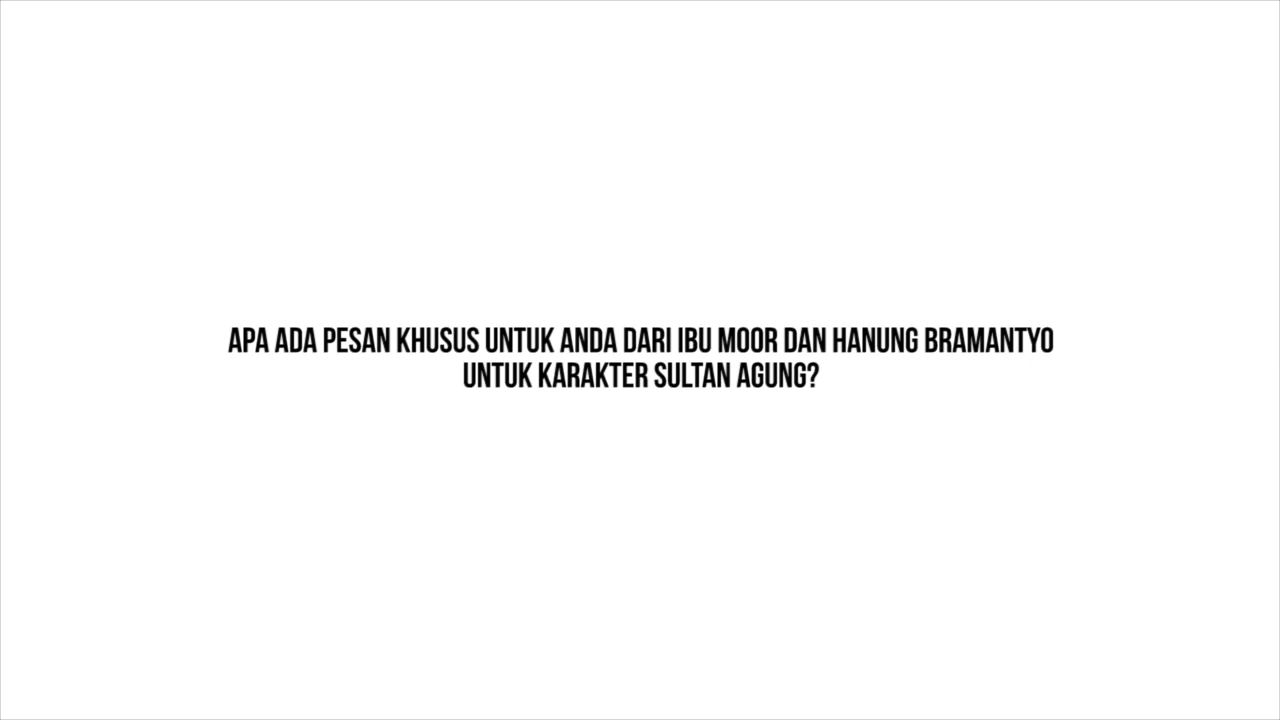 APA ADA PESAN KHUSUS UNTUK ANDA DARI IBU MOOR DAN HANUNG BRAMANTYO
UNTUK KARAKTER SULTAN AGUNG?